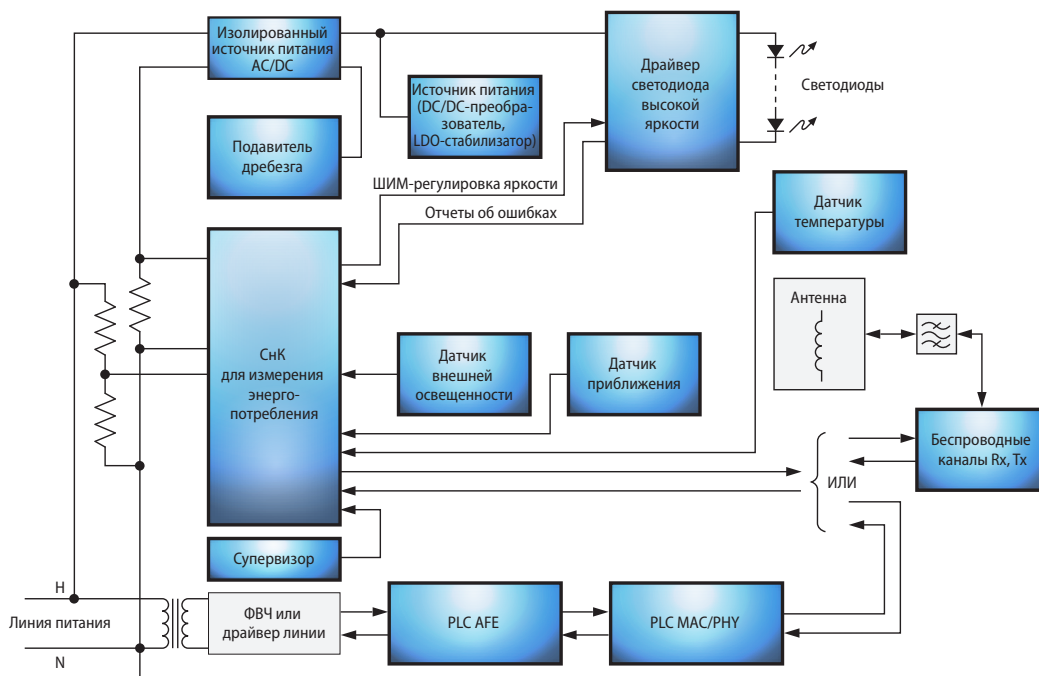 Изолированный
источник питания
AC/DC
Источник питания
(DC/DC-преобра-
зователь,
LDO-стабилизатор)
Драйвер
светодиода
высокой
яркости
Светодиоды
Подавитель
дребезга
ШИМ-регулировка яркости
Отчеты об ошибках
Датчик
температуры
СнК
для измерения
энерго-
потребления
Датчик
внешней
освещенности
Датчик
приближения
Антенна
Беспроводные
каналы Rx, Tx
ИЛИ
Супервизор
Н
Линия питания
N
ФВЧ или
драйвер линии
PLC AFE
PLC MAC/PHY